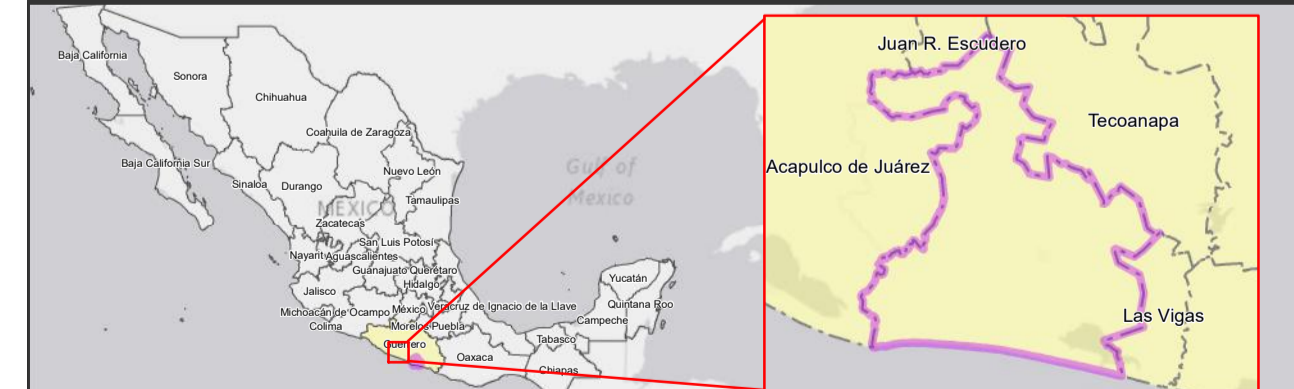 Baja California
Sonora
Chihuahua
Coahuila de Zaragoza
Baja California Sur
Sinaloa
Durango
Nuevo León
Tamaulipas
MÉXICO
Zacatecas
San Luis Potosí
Nayarit
Aguascalientes
Guanajuato
Querétaro
Hidalgo
Jalisco
Michoacán de Ocampo
México
Veracruz de Ignacio de la Llave
Colima
Morelos
Puebla
Guerrero
Oaxaca
Tabasco
Chiapas
Campeche
Yucatán
Quintana Roo
Gulf of
Mexico
Juan R. Escudero
Tecoanapa
Acapulco de Juárez
Las Vigas